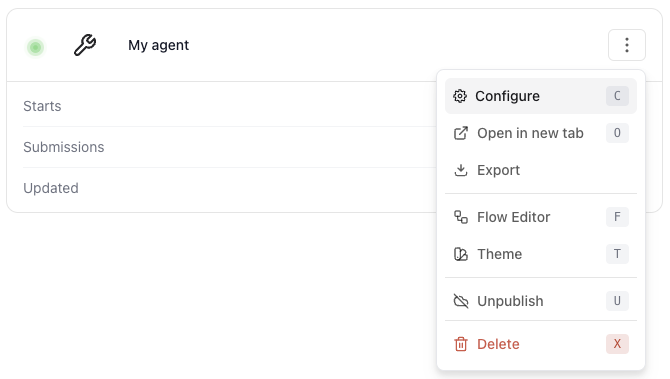 My agent
Starts
Submissions
Updated
Configure C
Open in new tab O
Export
Flow Editor F
Theme T
Unpublish U
Delete X